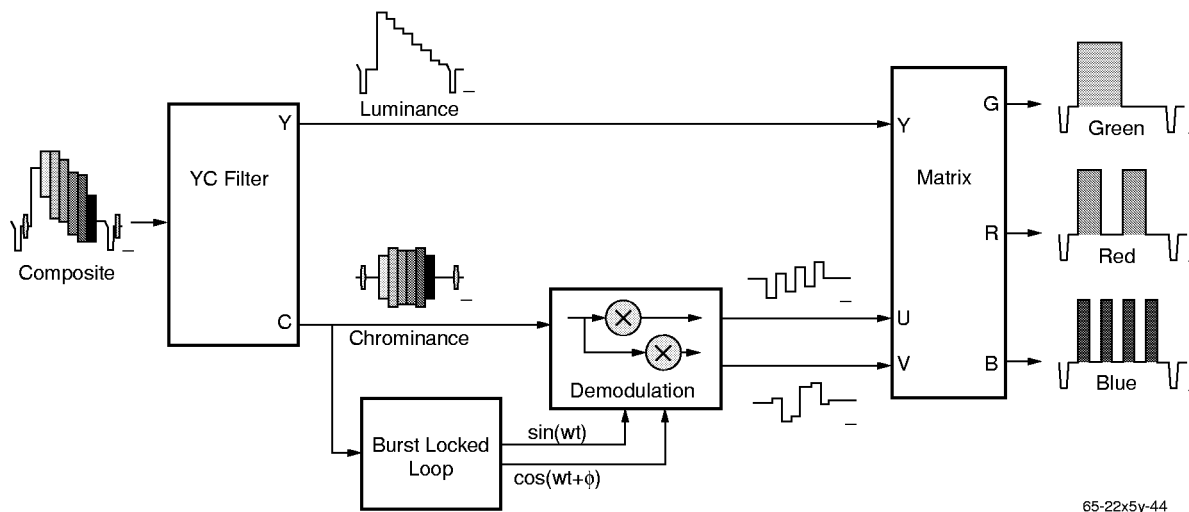 Luminance
Y
YC Filter
C
Composite
Chrominance
Demodulation
Burst Locked
Loop
sin(wt)
cos(wt+ϕ)
Y
Matrix
U
V
G
R
B
Green
Red
Blue
65-22x5y-44